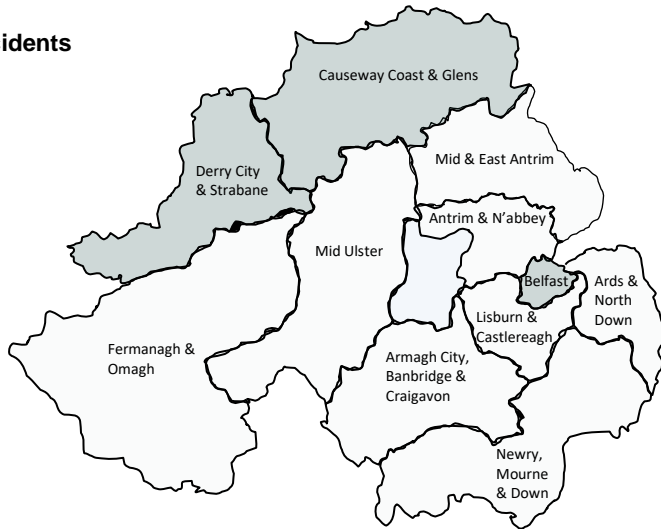 sidents
Causeway Coast & Glens
Derry City
& Strabane
Mid & East Antrim
Antrim & N'abbey
Mid Ulster
Belfast
Ards &
North
Down
Lisburn &
Castlereagh
Fermanagh &
Omagh
Armagh City,
Banbridge &
Craigavon
Newry,
Mourne
& Down